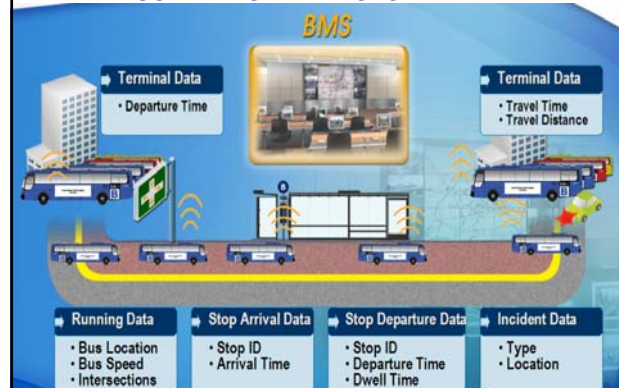 BMS
Terminal Data
• Departure Time
Terminal Data
• Travel Time
• Travel Distance
B
B
B
Running Data
• Bus Location
• Bus Speed
• Intersections
Stop Arrival Data
• Stop ID
• Arrival Time
Stop Departure Data
• Stop ID
• Departure Time
• Dwell Time
Incident Data
• Type
• Location